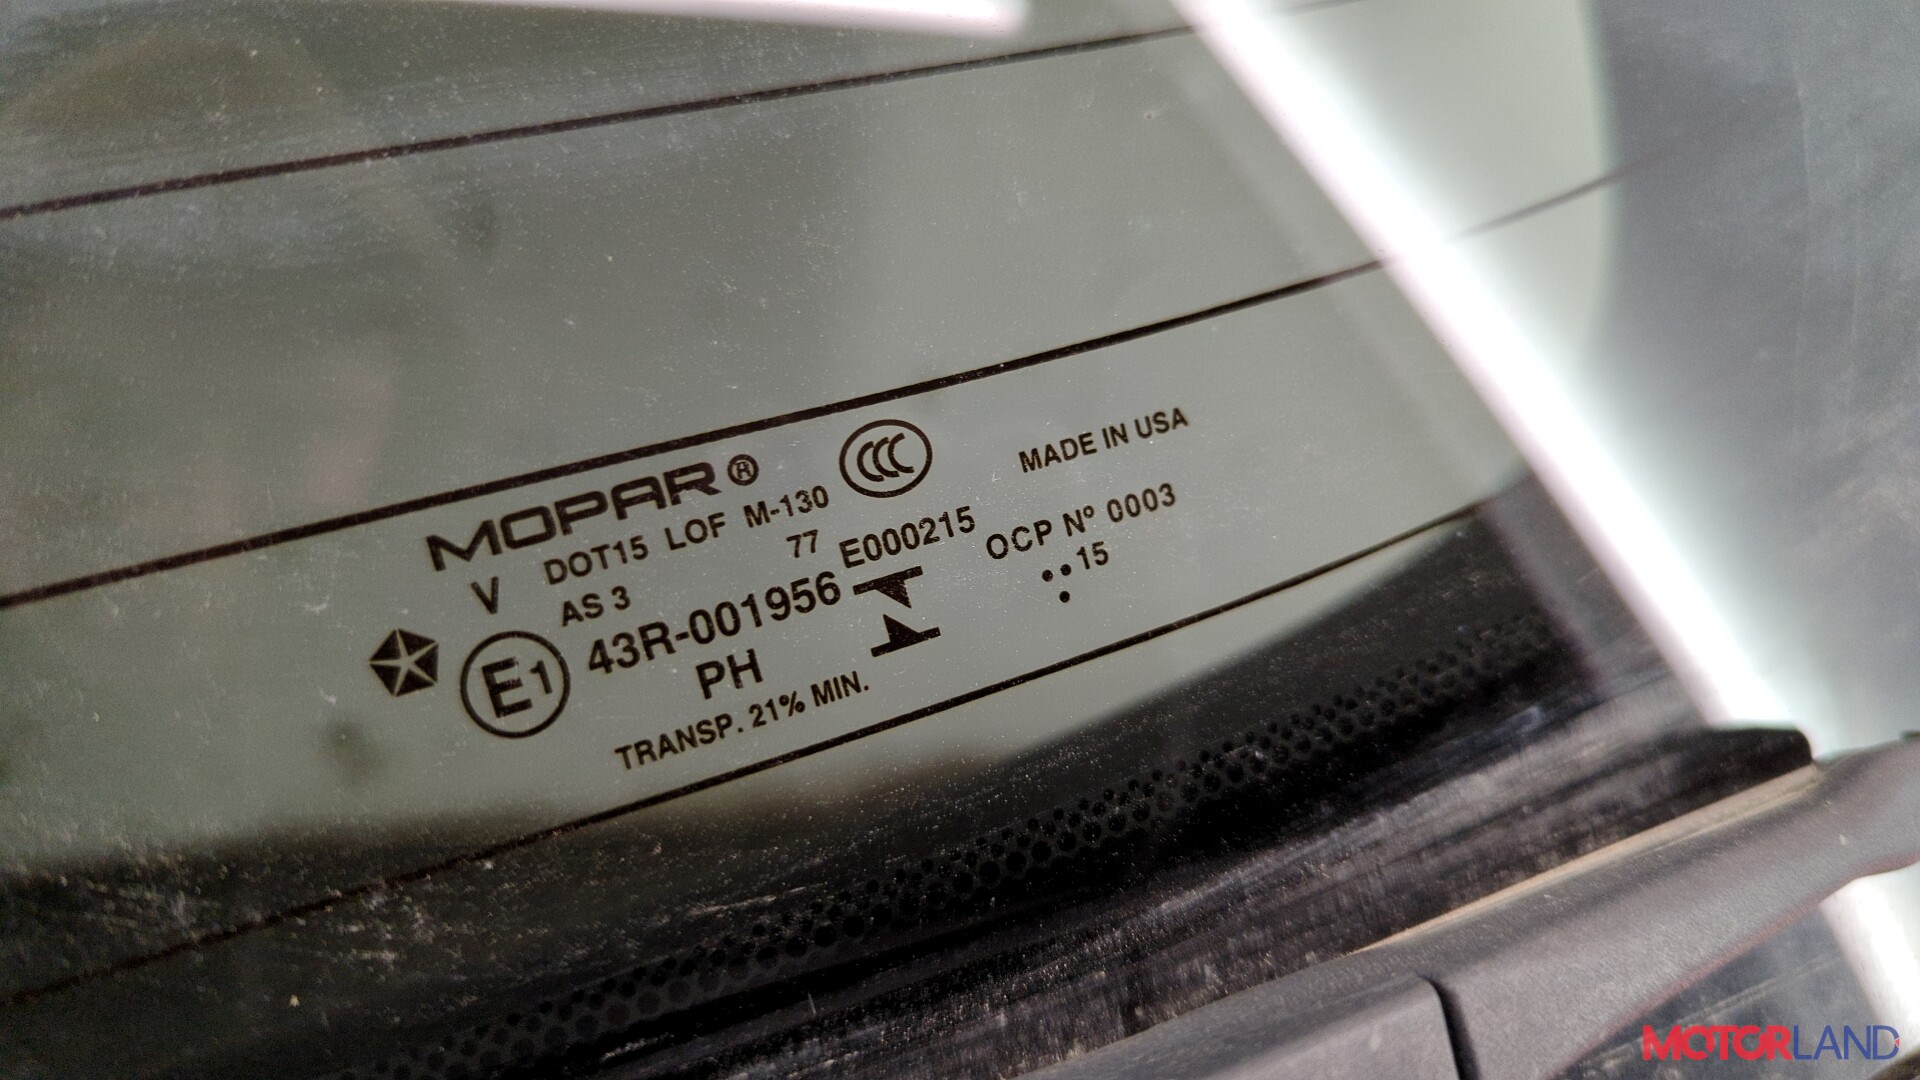 MOPAR®
CCC
MADE IN USA
V DOT15 LOF M-130
AS 3
77 E000215
OCP Nº 0003
E1 43R-001956
15
PH
TRANSP. 21% MIN.
MOTORLAND